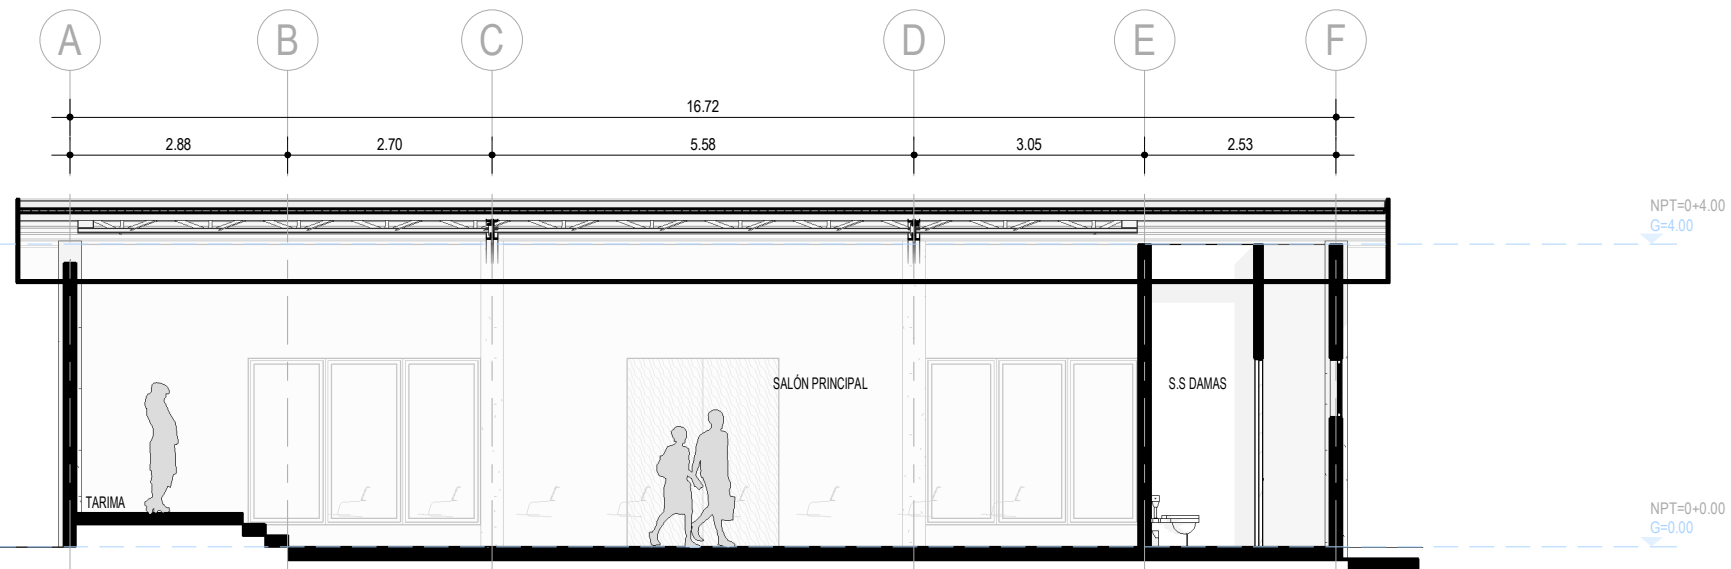 A B C D E F
16.72
2.88 2.70 5.58 3.05 2.53
NPT=0+4.00
G=4.00
SALÓN PRINCIPAL S.S DAMAS
TARIMA
NPT=0+0.00
G=0.00